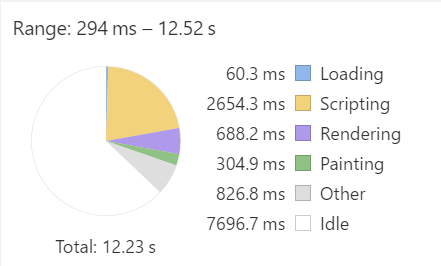 Range: 294 ms – 12.52 s
60.3 ms Loading
2654.3 ms Scripting
688.2 ms Rendering
304.9 ms Painting
826.8 ms Other
7696.7 ms Idle
Total: 12.23 s